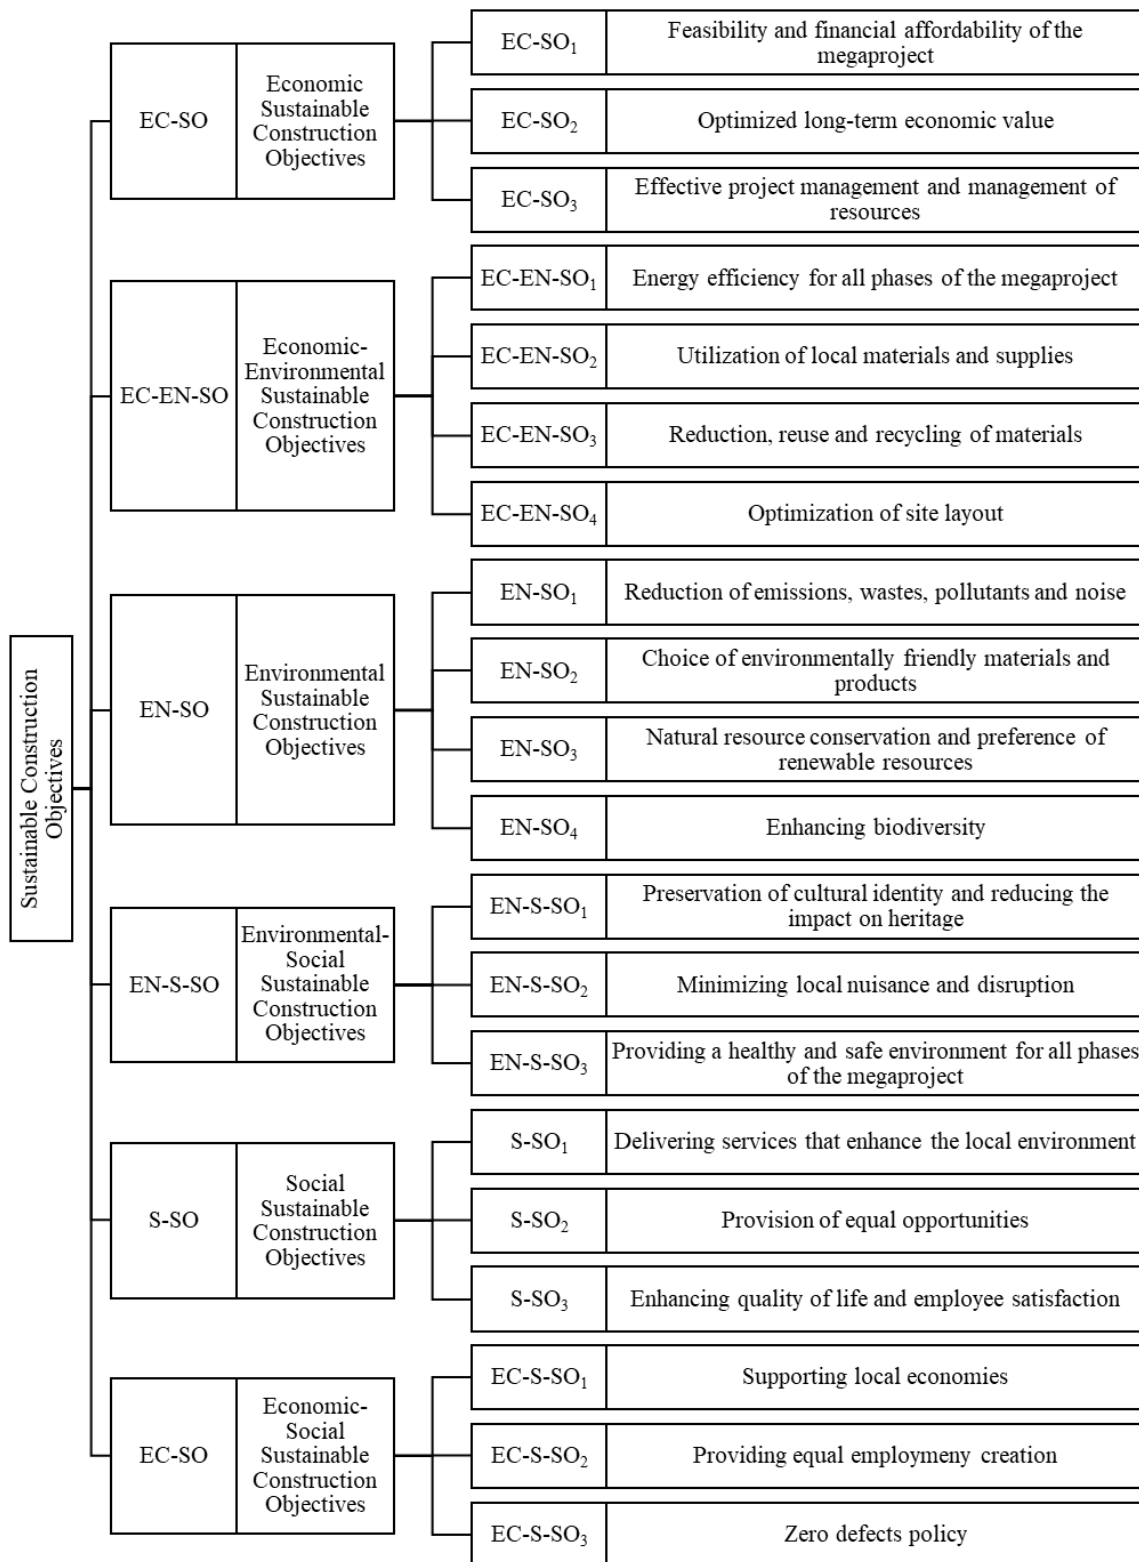 Sustainable Construction
Objectives
EC-SO
Economic
Sustainable
Construction
Objectives
EC-SO₁
Feasibility and financial affordability of the
megaproject
EC-SO₂
Optimized long-term economic value
EC-SO₃
Effective project management and management of
resources
EC-EN-SO
Economic-
Environmental
Sustainable
Construction
Objectives
EC-EN-SO₁
Energy efficiency for all phases of the megaproject
EC-EN-SO₂
Utilization of local materials and supplies
EC-EN-SO₃
Reduction, reuse and recycling of materials
EC-EN-SO₄
Optimization of site layout
EN-SO
Environmental
Sustainable
Construction
Objectives
EN-SO₁
Reduction of emissions, wastes, pollutants and noise
EN-SO₂
Choice of environmentally friendly materials and
products
EN-SO₃
Natural resource conservation and preference of
renewable resources
EN-SO₄
Enhancing biodiversity
EN-S-SO
Environmental-
Social
Sustainable
Construction
Objectives
EN-S-SO₁
Preservation of cultural identity and reducing the
impact on heritage
EN-S-SO₂
Minimizing local nuisance and disruption
EN-S-SO₃
Providing a healthy and safe environment for all phases
of the megaproject
S-SO
Social
Sustainable
Construction
Objectives
S-SO₁
Delivering services that enhance the local environment
S-SO₂
Provision of equal opportunities
S-SO₃
Enhancing quality of life and employee satisfaction
EC-SO
Economic-
Social
Sustainable
Construction
Objectives
EC-S-SO₁
Supporting local economies
EC-S-SO₂
Providing equal employmeny creation
EC-S-SO₃
Zero defects policy